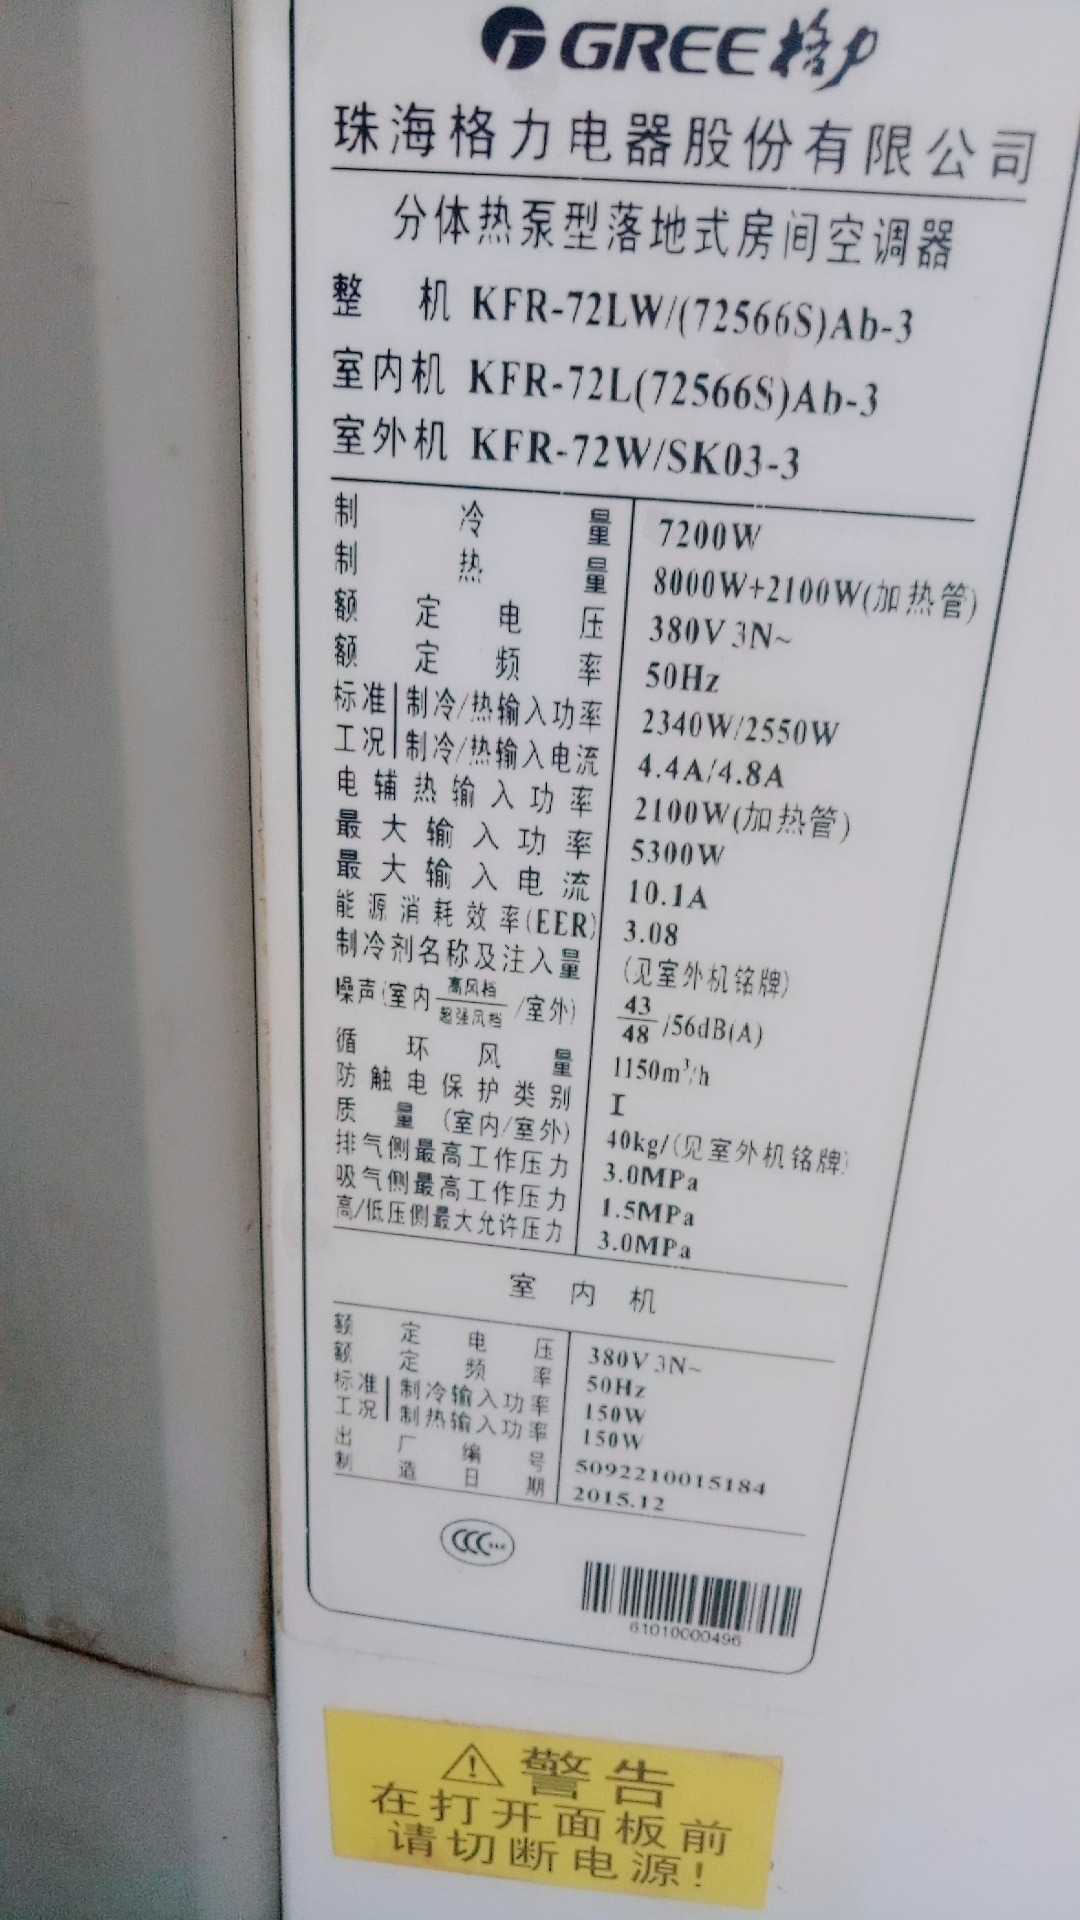 GREE格力
珠海格力电器股份有限公司
分体热泵型落地式房间空调器
整机 KFR-72LW/(72566S)Ab-3
室内机 KFR-72L(72566S)Ab-3
室外机 KFR-72W/SK03-3
制冷量 7200W
制热量 8000W+2100W(加热管)
额定电压 380V 3N~
额定频率 50Hz
标准工况 制冷/热输入功率 2340W/2550W
制冷/热输入电流 4.4A/4.8A
电辅热输入功率 2100W(加热管)
最大输入功率 5300W
最大输入电流 10.1A
能源消耗效率(EER) 3.08
制冷剂名称及注入量 (见室外机铭牌)
噪声(室内 高风档/超强风档 /室外) 43/48 /56dB(A)
循环风量 1150m³/h
防触电保护类别 I
质量(室内/室外) 40kg/(见室外机铭牌)
排气侧最高工作压力 3.0MPa
吸气侧最高工作压力 1.5MPa
高/低压侧最大允许压力 3.0MPa
室内机
额定电压 380V 3N~
额定频率 50Hz
标准工况 制冷输入功率 150W
制热输入功率 150W
出厂编号 5092210015184
制造日期 2015.12
CCC
61010000496
警告
在打开面板前
请切断电源!